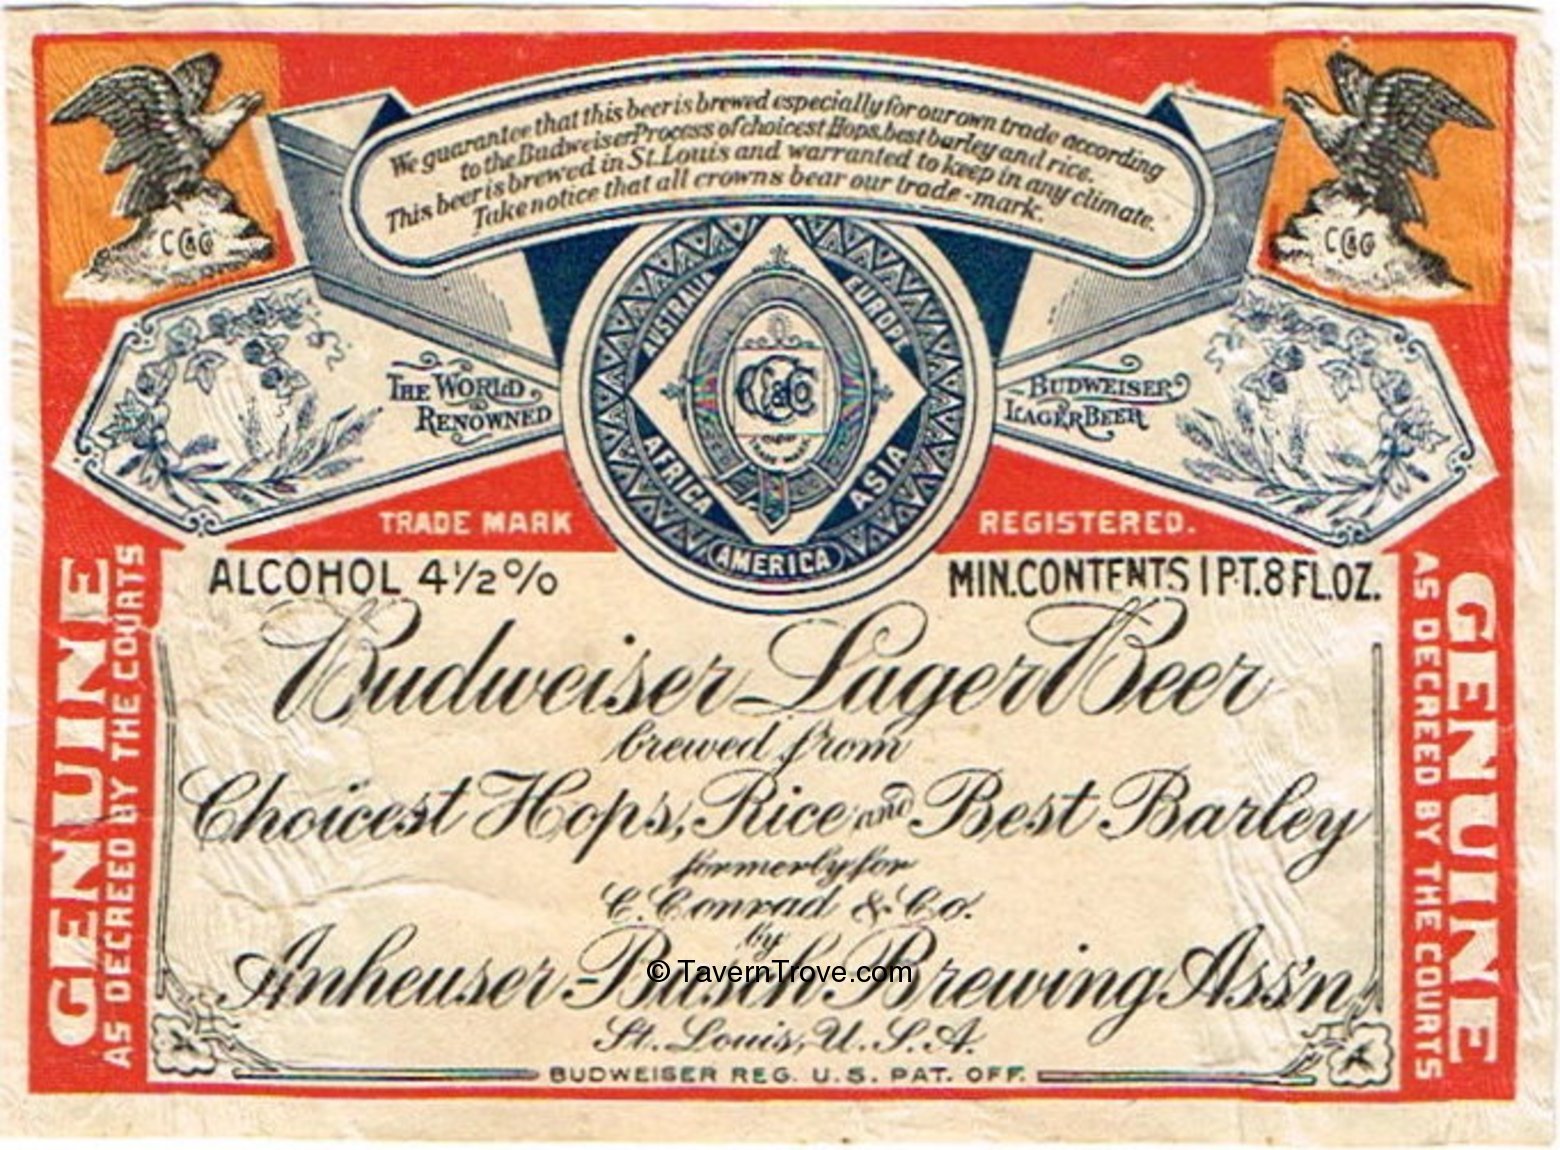 We guarantee that this beer is brewed especially for our own trade according
to the Budweiser Process of choicest Hops, best barley and rice.
This beer is brewed in St. Louis and warranted to keep in any climate.
Take notice that all crowns bear our trade-mark.
CC&Co
CC&Co
AUSTRALIA
EUROPE
THE WORLD
RENOWNED
CC&Co
BUDWEISER
LAGER BEER
AFRICA
ASIA
AMERICA
TRADE MARK
REGISTERED.
ALCOHOL 4½%
MIN. CONTENTS 1 PT. 8 FL. OZ.
Budweiser Lager Beer
brewed from
Choicest Hops, Rice and Best Barley
formerly for
C. Conrad & Co.
by
Anheuser-Busch Brewing Ass'n
© TavernTrove.com
St. Louis, U.S.A.
BUDWEISER REG. U.S. PAT. OFF.
GENUINE
AS DECREED BY THE COURTS
GENUINE
AS DECREED BY THE COURTS